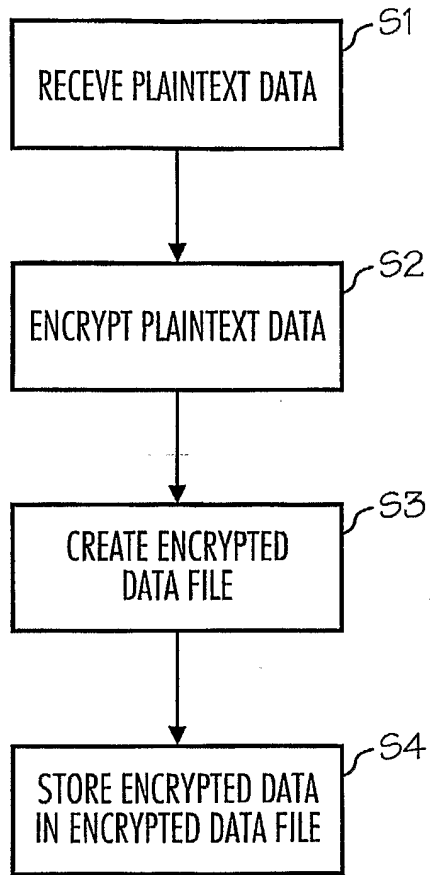 S1
RECEVE PLAINTEXT DATA
S2
ENCRYPT PLAINTEXT DATA
S3
CREATE ENCRYPTED
DATA FILE
S4
STORE ENCRYPTED DATA
IN ENCRYPTED DATA FILE